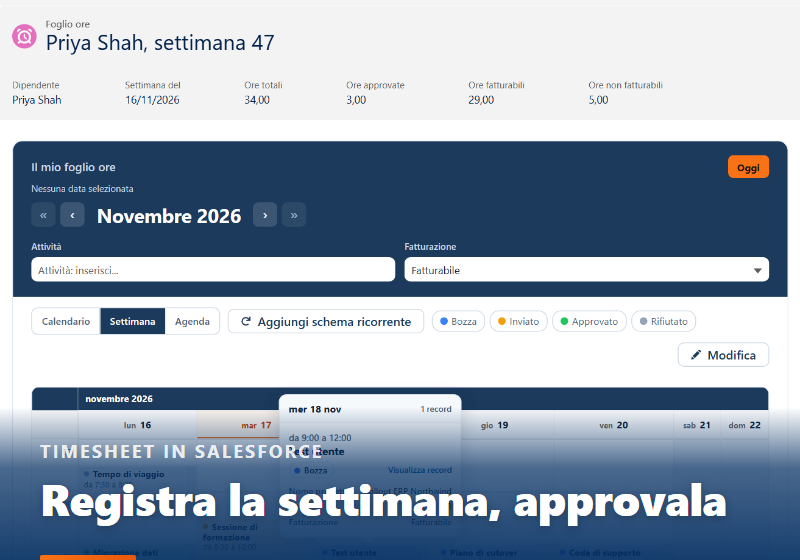 Foglio ore
Priya Shah, settimana 47
Dipendente
Priya Shah
Settimana del
16/11/2026
Ore totali
34,00
Ore approvate
3,00
Ore fatturabili
29,00
Ore non fatturabili
5,00
Il mio foglio ore
Oggi
Nessuna data selezionata
« ‹ Novembre 2026 › »
Attività
Fatturazione
Attività: inserisci...
Fatturabile
Calendario Settimana Agenda
Aggiungi schema ricorrente
Bozza Inviato Approvato Rifiutato
Modifica
novembre 2026
mer 18 nov 1 record
lun 16 mar 17 gio 19 ven 20 sab 21 dom 22
da 9:00 a 12:00
TIMESHEET IN SALESFORCE
utente
Bozza Visualizza record
Tempo di viaggio
Registra la settimana, approvala
ERP Northwind
Fatturazione Fatturabile
Sessione di
formazione
dati Test utente Piano di cutover Coda di supporto